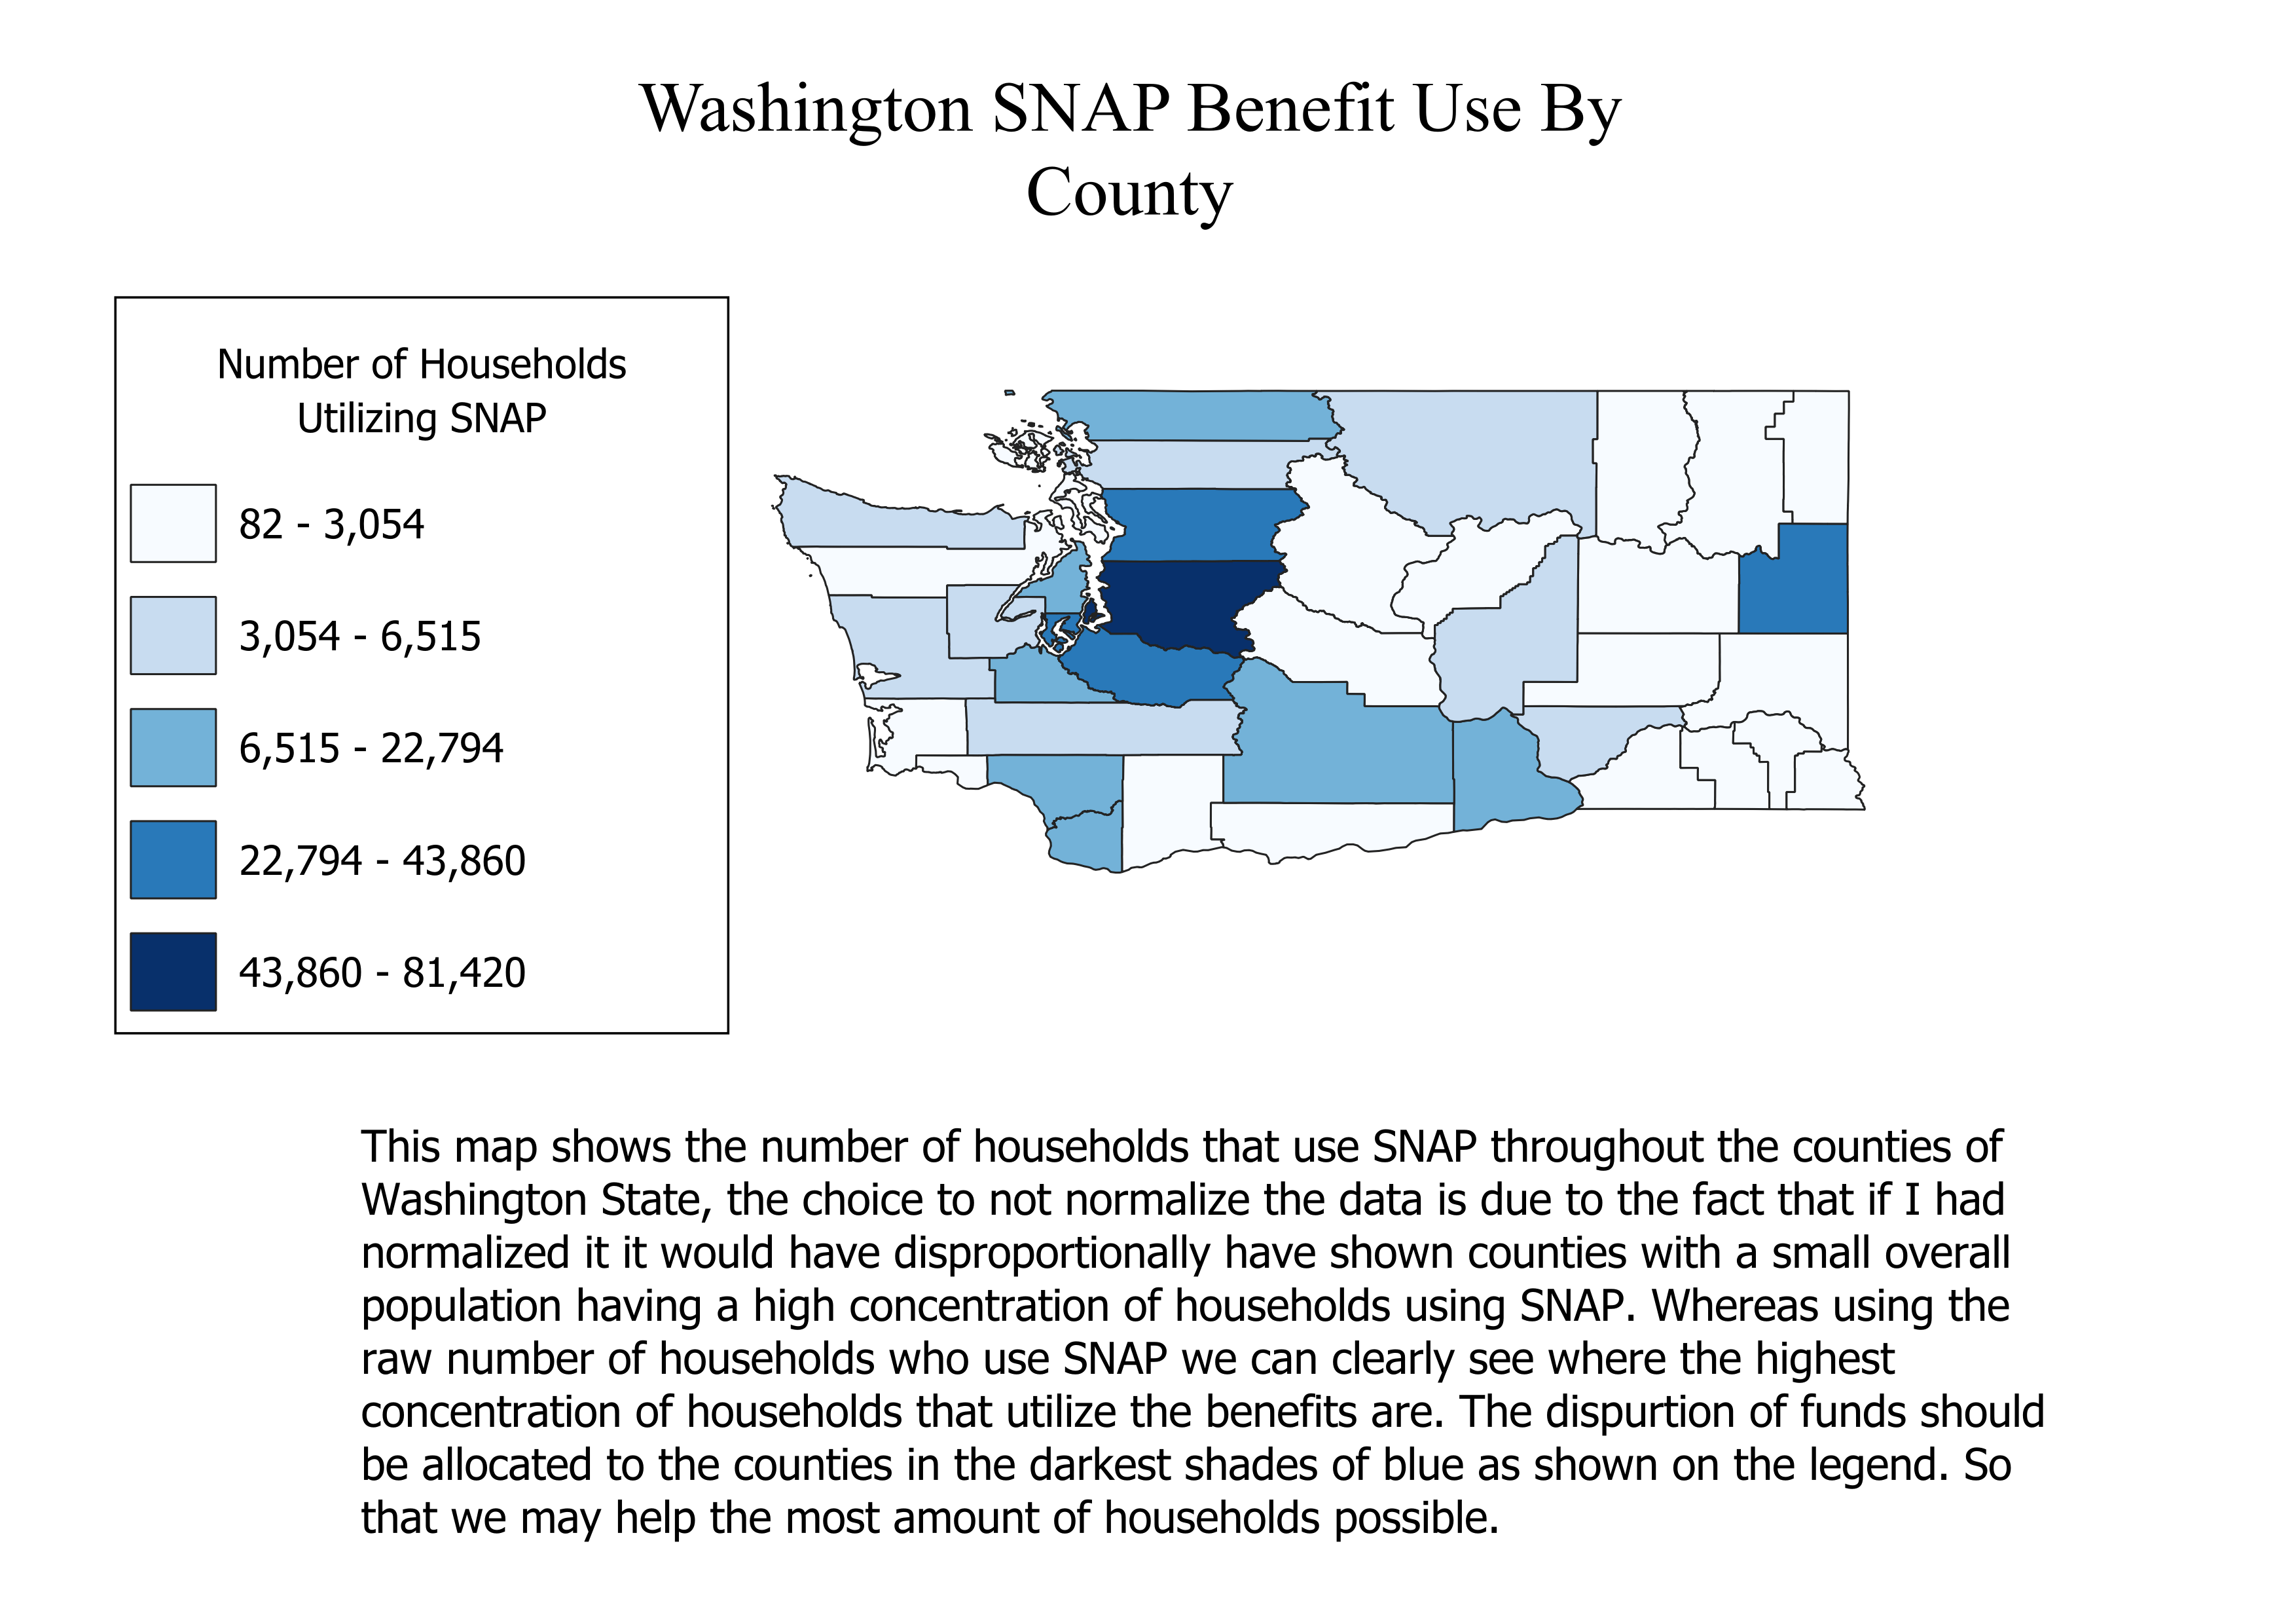 Washington SNAP Benefit Use By
County
Number of Households
Utilizing SNAP
82 - 3,054
3,054 - 6,515
6,515 - 22,794
22,794 - 43,860
43,860 - 81,420
This map shows the number of households that use SNAP throughout the counties of
Washington State, the choice to not normalize the data is due to the fact that if I had
normalized it it would have disproportionally have shown counties with a small overall
population having a high concentration of households using SNAP. Whereas using the
raw number of households who use SNAP we can clearly see where the highest
concentration of households that utilize the benefits are. The dispurtion of funds should
be allocated to the counties in the darkest shades of blue as shown on the legend. So
that we may help the most amount of households possible.